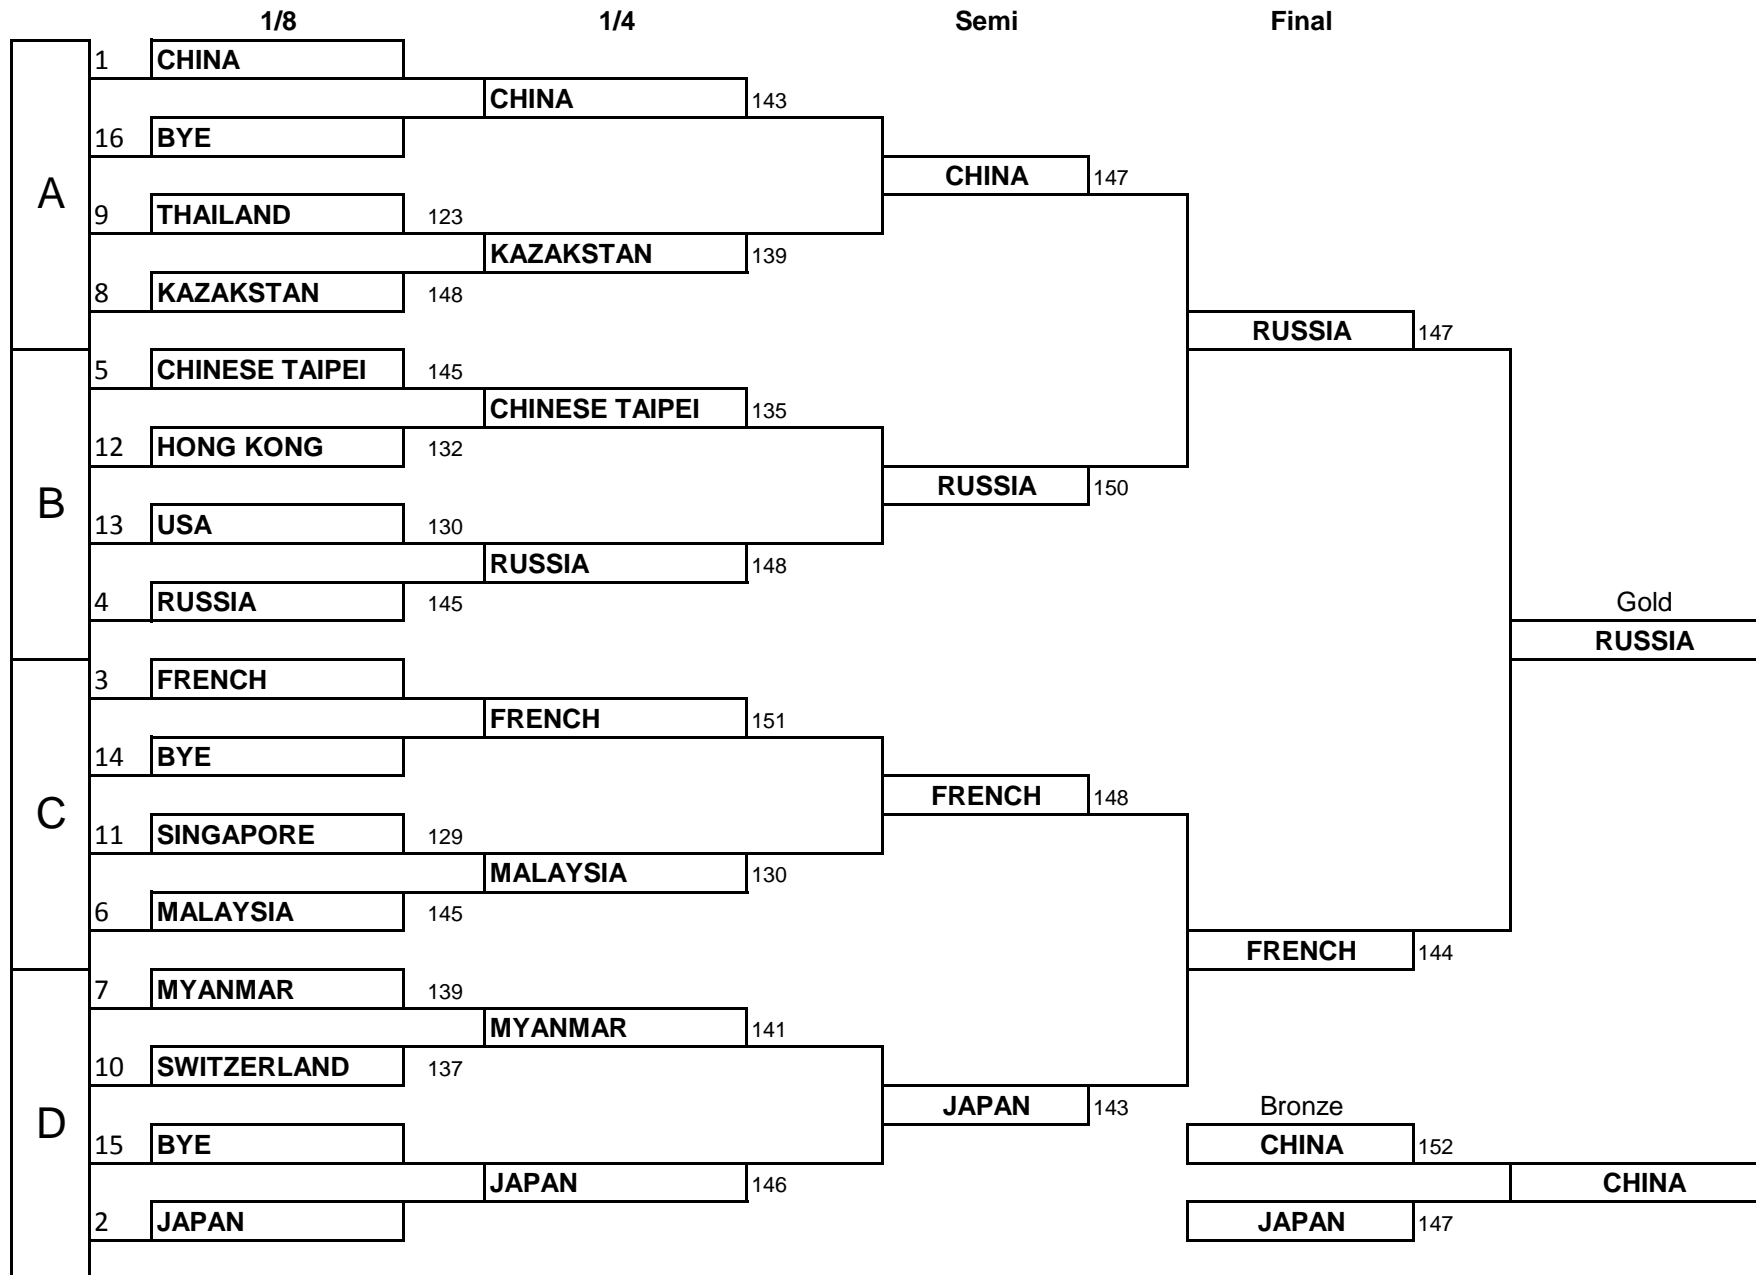 1/8 1/4 Semi Final
1 CHINA
CHINA 143
16 BYE
CHINA 147
A
9 THAILAND 123
KAZAKSTAN 139
8 KAZAKSTAN 148
RUSSIA 147
5 CHINESE TAIPEI 145
CHINESE TAIPEI 135
12 HONG KONG 132
RUSSIA 150
B
13 USA 130
RUSSIA 148
4 RUSSIA 145
Gold
RUSSIA
3 FRENCH
FRENCH 151
14 BYE
FRENCH 148
C
11 SINGAPORE 129
MALAYSIA 130
6 MALAYSIA 145
FRENCH 144
7 MYANMAR 139
MYANMAR 141
10 SWITZERLAND 137
JAPAN 143 Bronze
D
15 BYE CHINA 152
JAPAN 146 CHINA
2 JAPAN JAPAN 147